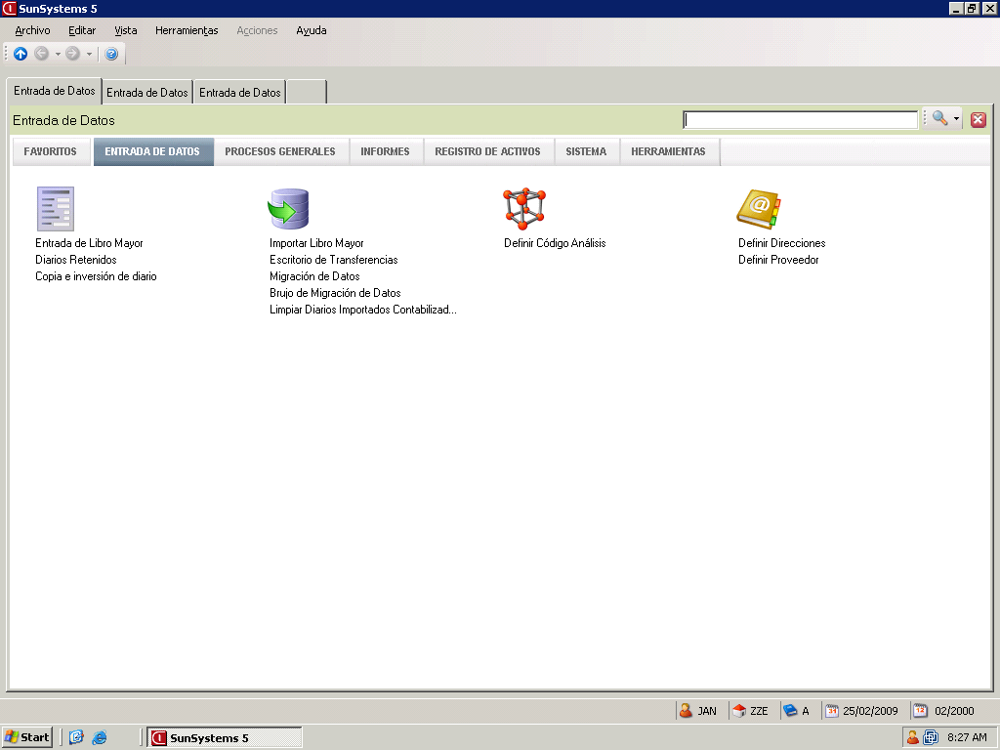 SunSystems 5
Archivo Editar Vista Herramientas Acciones Ayuda
Entrada de Datos Entrada de Datos Entrada de Datos
Entrada de Datos
FAVORITOS ENTRADA DE DATOS PROCESOS GENERALES INFORMES REGISTRO DE ACTIVOS SISTEMA HERRAMIENTAS
Entrada de Libro Mayor
Diarios Retenidos
Copia e inversión de diario
Importar Libro Mayor
Escritorio de Transferencias
Migración de Datos
Brujo de Migración de Datos
Limpiar Diarios Importados Contabilizad...
Definir Código Análisis
Definir Direcciones
Definir Proveedor
JAN ZZE A 25/02/2009 02/2000
Start SunSystems 5 8:27 AM